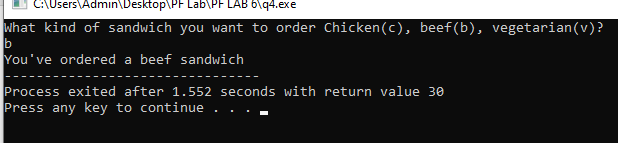 C:\Users\Admin\Desktop\PF Lab\PF LAB 6\q4.exe
What kind of sandwich you want to order Chicken(c), beef(b), vegetarian(v)?
b
You've ordered a beef sandwich
--------------------------------
Process exited after 1.552 seconds with return value 30
Press any key to continue . . .